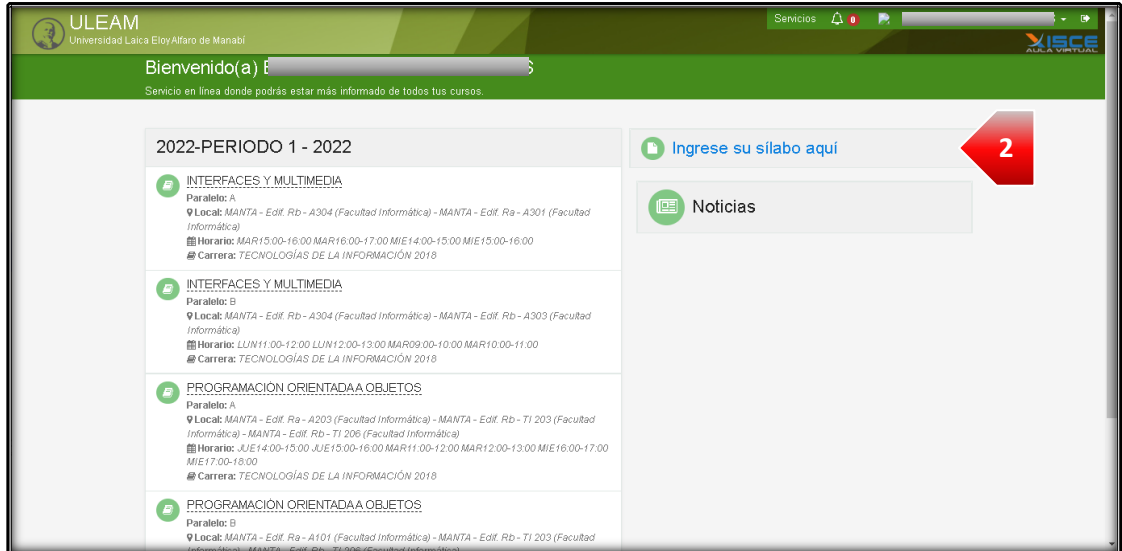 ULEAM
Universidad Laica Eloy Alfaro de Manabí
Servicios 0
XISCE
AULA VIRTUAL
Bienvenido(a)
Servicio en línea donde podrás estar más informado de todos tus cursos.
2022-PERIODO 1 - 2022
INTERFACES Y MULTIMEDIA
Paralelo: A
Local: MANTA - Edif. Rb - A304 (Facultad Informática) - MANTA - Edif. Ra - A301 (Facultad
Informática)
Horario: MAR15:00-16:00 MAR16:00-17:00 MIE14:00-15:00 MIE15:00-16:00
Carrera: TECNOLOGÍAS DE LA INFORMACIÓN 2018
INTERFACES Y MULTIMEDIA
Paralelo: B
Local: MANTA - Edif. Rb - A304 (Facultad Informática) - MANTA - Edif. Rb - A303 (Facultad
Informática)
Horario: LUN11:00-12:00 LUN12:00-13:00 MAR09:00-10:00 MAR10:00-11:00
Carrera: TECNOLOGÍAS DE LA INFORMACIÓN 2018
PROGRAMACIÓN ORIENTADA A OBJETOS
Paralelo: A
Local: MANTA - Edif. Ra - A203 (Facultad Informática) - MANTA - Edif. Rb - TI 203 (Facultad
Informática) - MANTA - Edif. Rb - TI 206 (Facultad Informática)
Horario: JUE14:00-15:00 JUE15:00-16:00 MAR11:00-12:00 MAR12:00-13:00 MIE16:00-17:00
MIE17:00-18:00
Carrera: TECNOLOGÍAS DE LA INFORMACIÓN 2018
PROGRAMACIÓN ORIENTADA A OBJETOS
Paralelo: B
Local: MANTA - Edif. Ra - A101 (Facultad Informática) - MANTA - Edif. Rb - TI 203 (Facultad
Informática) - MANTA - Edif. Rb - TI 206 (Facultad Informática)
Ingrese su sílabo aquí
2
Noticias